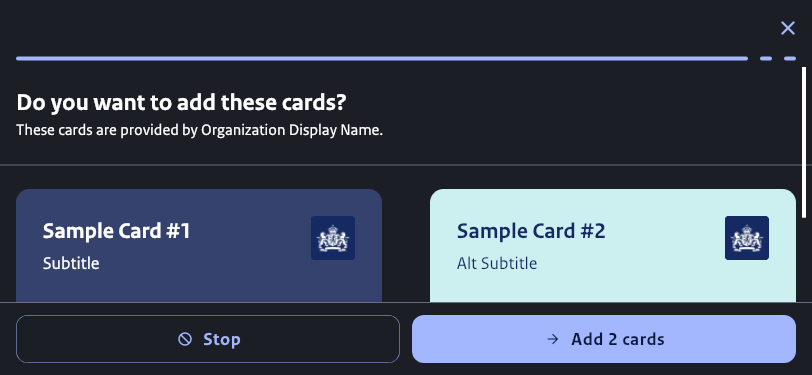 Do you want to add these cards?
These cards are provided by Organization Display Name.
Sample Card #1
Subtitle
Sample Card #2
Alt Subtitle
Stop
Add 2 cards